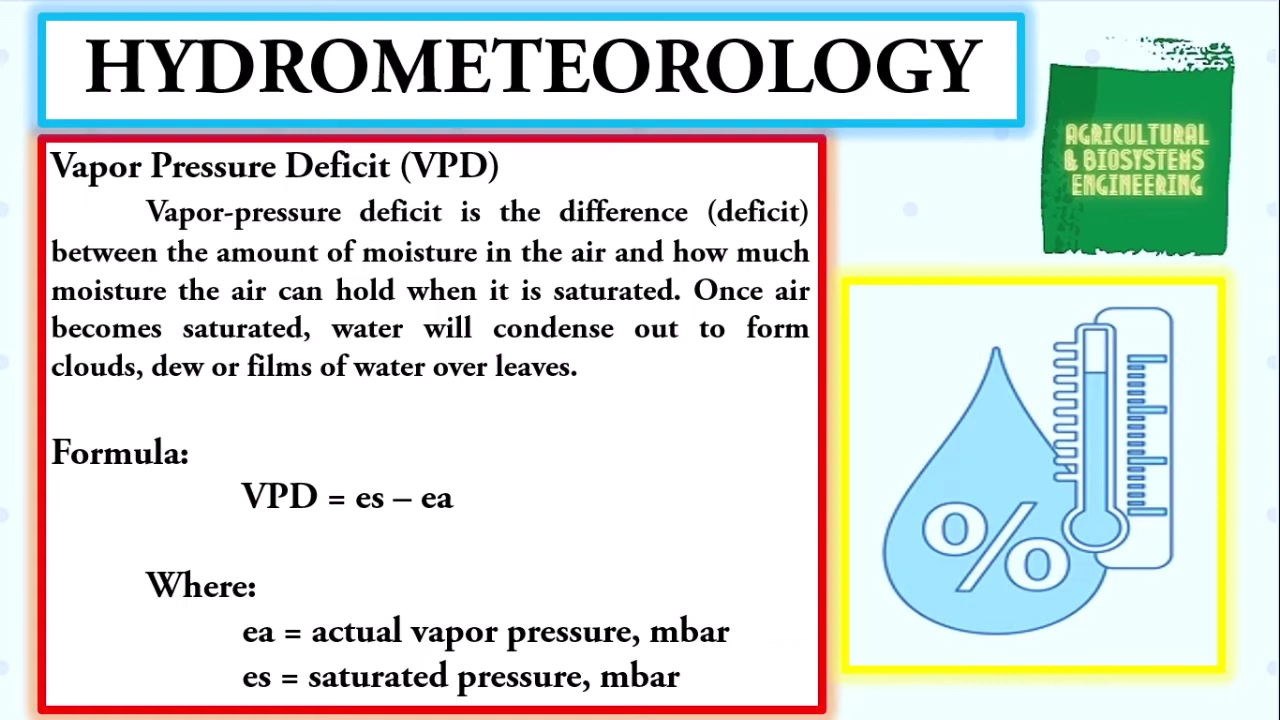 HYDROMETEOROLOGY
AGRICULTURAL
& BIOSYSTEMS
ENGINEERING
Vapor Pressure Deficit (VPD)
Vapor-pressure deficit is the difference (deficit)
between the amount of moisture in the air and how much
moisture the air can hold when it is saturated. Once air
becomes saturated, water will condense out to form
clouds, dew or films of water over leaves.
Formula:
VPD = es – ea
Where:
ea = actual vapor pressure, mbar
es = saturated pressure, mbar
%